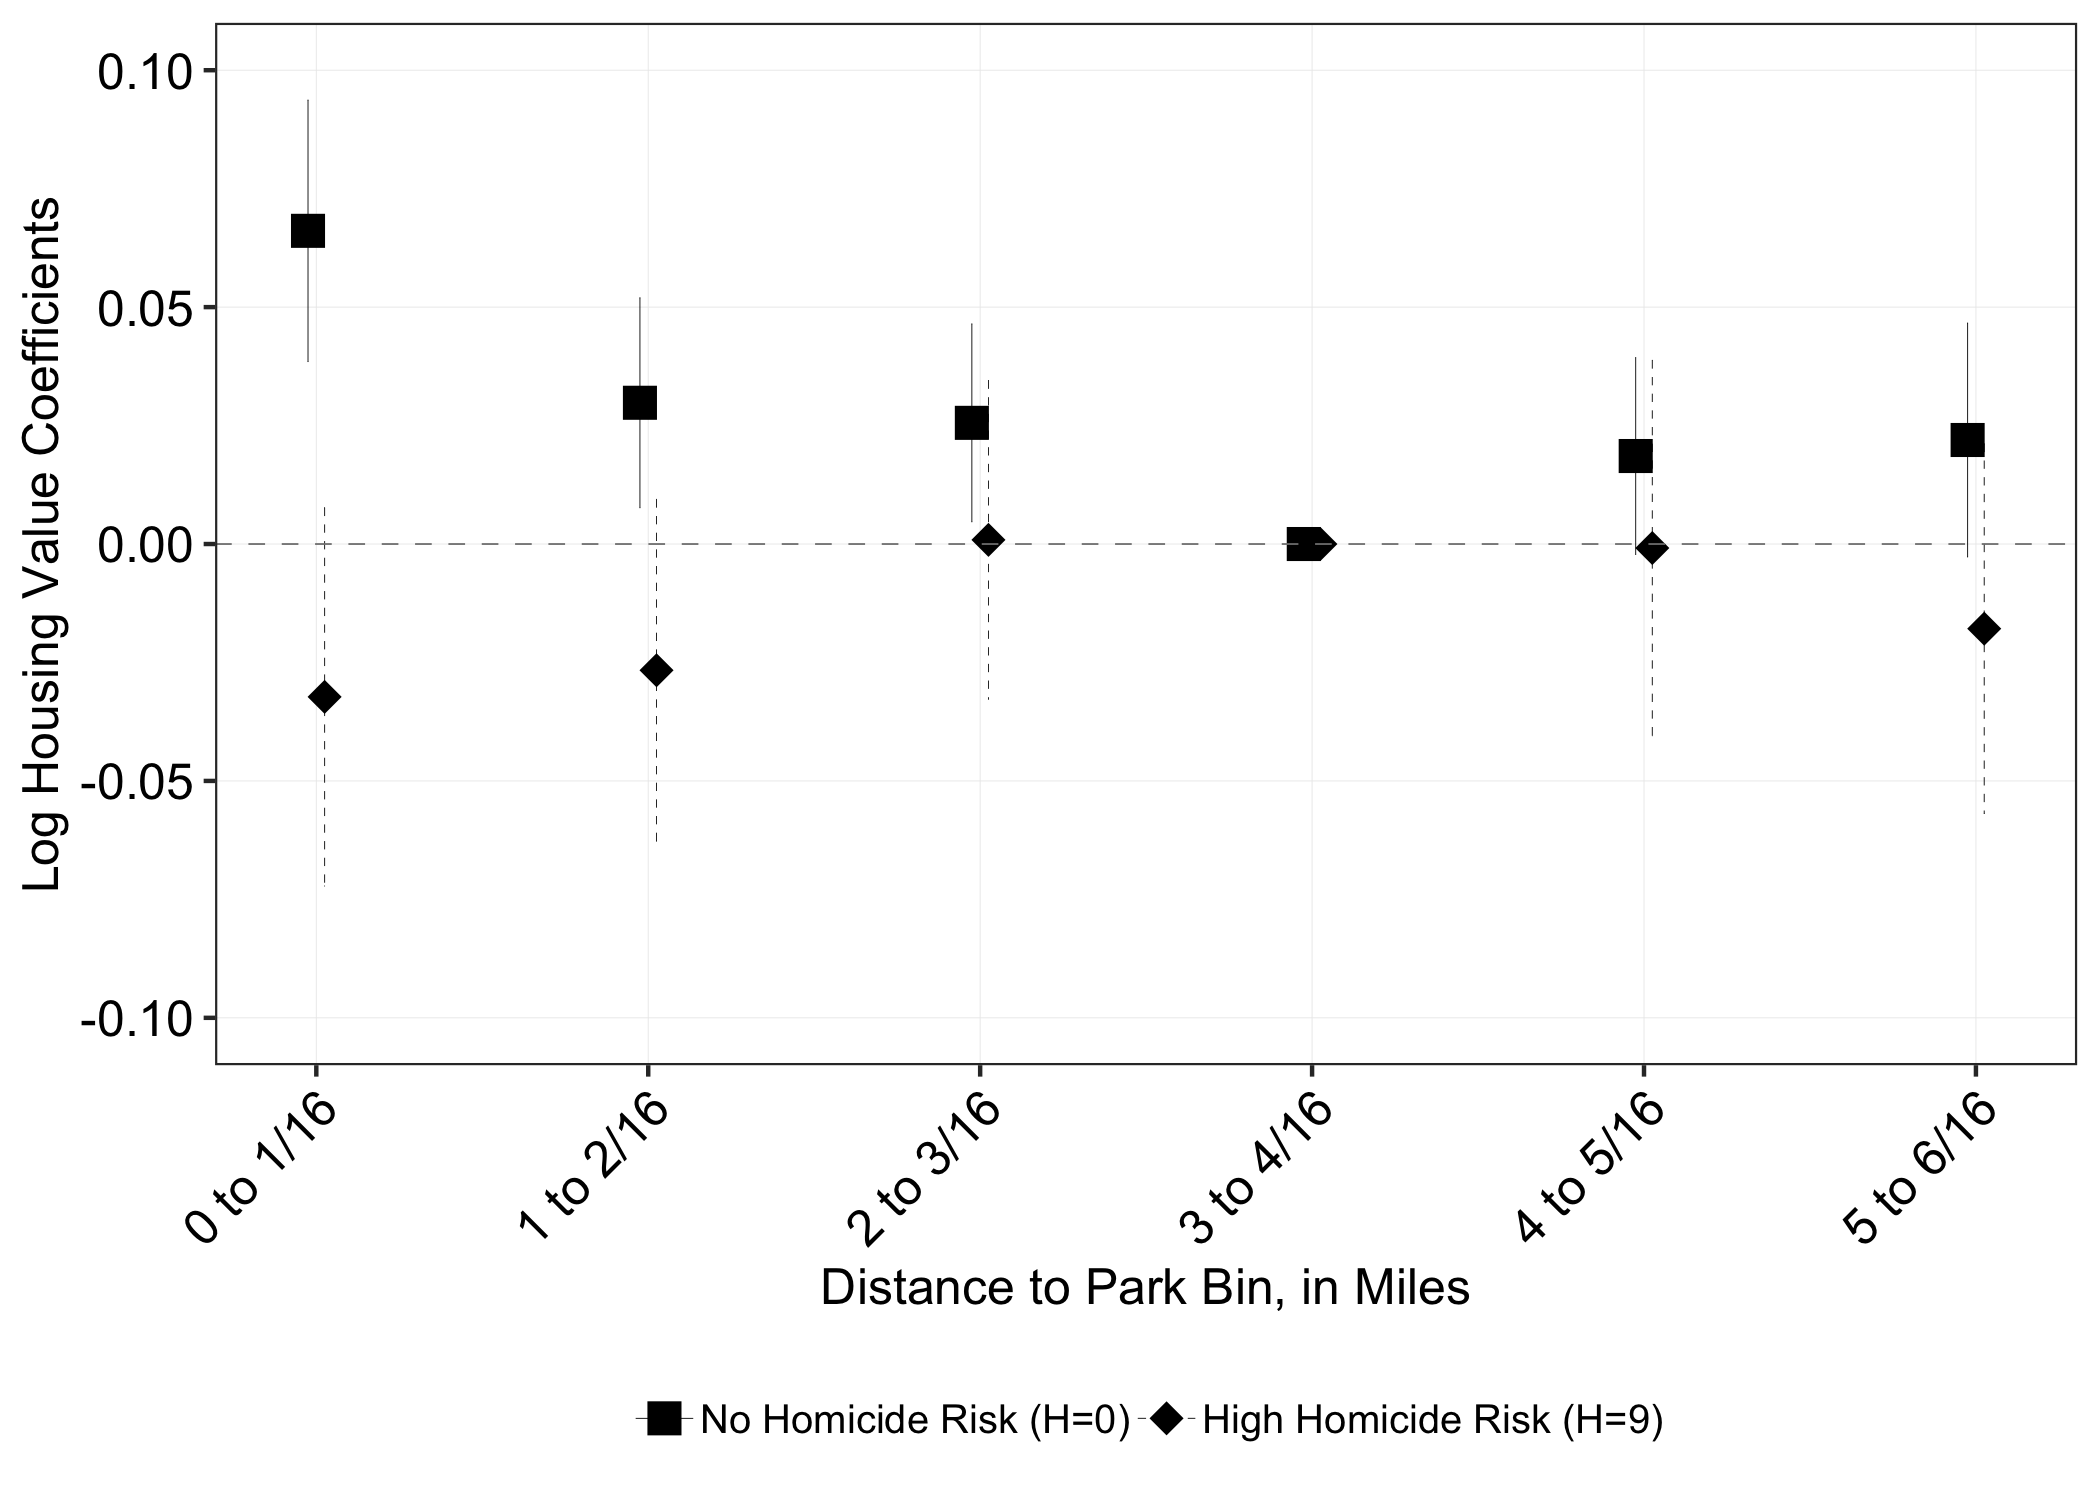 Log Housing Value Coefficients
0.10
0.05
0.00
-0.05
-0.10
0 to 1/16
1 to 2/16
2 to 3/16
3 to 4/16
4 to 5/16
5 to 6/16
Distance to Park Bin, in Miles
No Homicide Risk (H=0) High Homicide Risk (H=9)